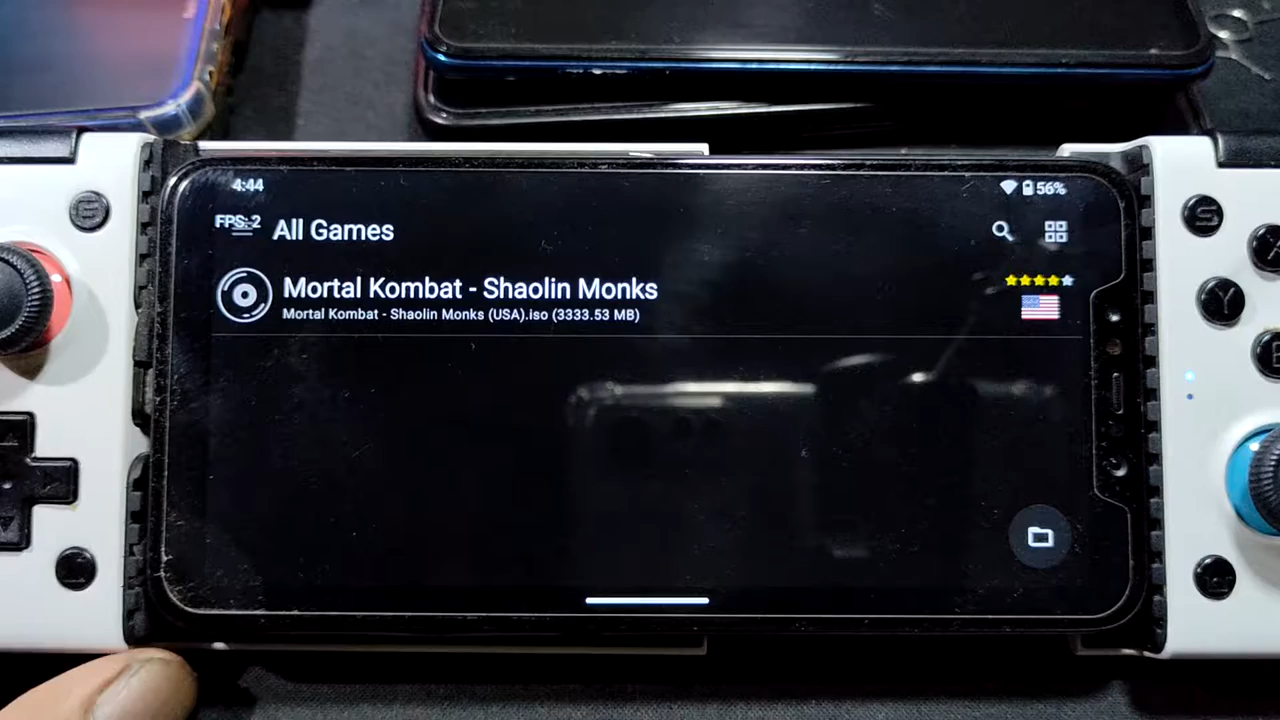 4:44
56%
FPS:2
All Games
Mortal Kombat - Shaolin Monks
Mortal Kombat - Shaolin Monks (USA).iso (3333.53 MB)
S
X
Y